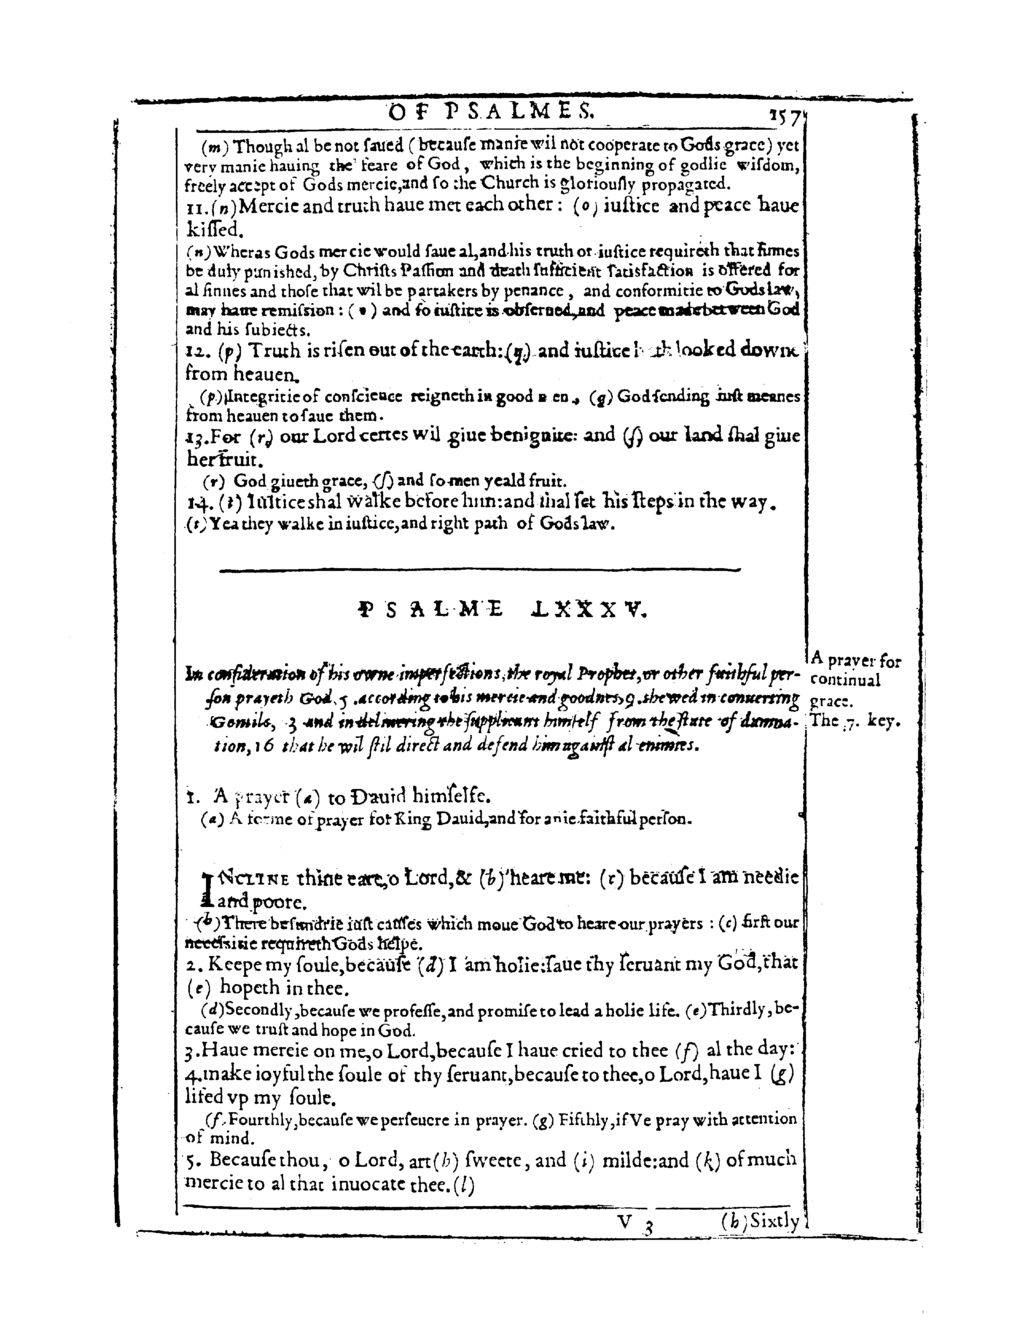 OF PSALMES. 157
(m) Though al be not saued (because manie wil not cooperate to Gods grace) yet
very manie hauing the feare of God, which is the beginning of godlie wisdom,
freely accept of Gods mercie,and so the Church is gloriously propagated.
11.(n)Mercie and truth haue met each other: (o) iustice and peace haue
kissed.
(n)Wheras Gods mercie would saue al,and his truth or iustice requireth that sinnes
be duly punished, by Christs Passion and death sufficient satisfaction is offered for
al sinnes and those that wil be partakers by penance, and conformitie to Gods law,
may haue remission: (o) and so iustice is obserued,and peace made between God
and his subiects.
12. (p) Truth is risen out of the earth:(q) and iustice hath looked downe
from heauen.
(p)Integritie of conscience reigneth in good men, (q) God sending iust meanes
from heauen to saue them.
13.For (r) our Lord certes wil giue benignite: and (ſ) our land shal giue
her fruit.
(r) God giueth grace, (ſ) and so men yeald fruit.
14. (t) Iustice shal walke before him:and shal set his steps in the way.
(t)Yea they walke in iustice,and right path of Gods law.
PSALME LXXXV.
In consideration of his owne imperfections,the royal Prophet,or other faithful per-
son prayeth God, 5 .according to his mercie and goodnes,9.shewed in conuerting
Gentils, 3 and in deliuering the supplicant himself from the state of damna-
tion,16 that he wil stil direct and defend him against al enimies.
A prayer for
continual
grace.
The .7. key.
1. A prayer (a) to Dauid himselfe.
(a) A forme of prayer for King Dauid,and for anie faithful person.
INCLINE thine eare,o Lord,& (b) heare me: (c) because I am needie
and poore.
(b)There be sundrie iust causes which moue God to heare our prayers : (c) first our
necessitie requireth Gods helpe.
2. Keepe my soule,because (d) I am holie:saue thy seruant my God,that
(e) hopeth in thee.
(d)Secondly,because we professe,and promise to lead a holie life. (e)Thirdly,be-
cause we trust and hope in God.
3.Haue mercie on me,o Lord,because I haue cried to thee (f) al the day:
4.make ioyful the soule of thy seruant,because to thee,o Lord,haue I (g)
lifed vp my soule.
(f)Fourthly,because we perseuere in prayer. (g) Fifthly,if Ve pray with attention
of mind.
5. Because thou, o Lord, art(h) sweete, and (i) milde:and (k) of much
mercie to al that inuocate thee.(l)
V 3 (h)Sixtly